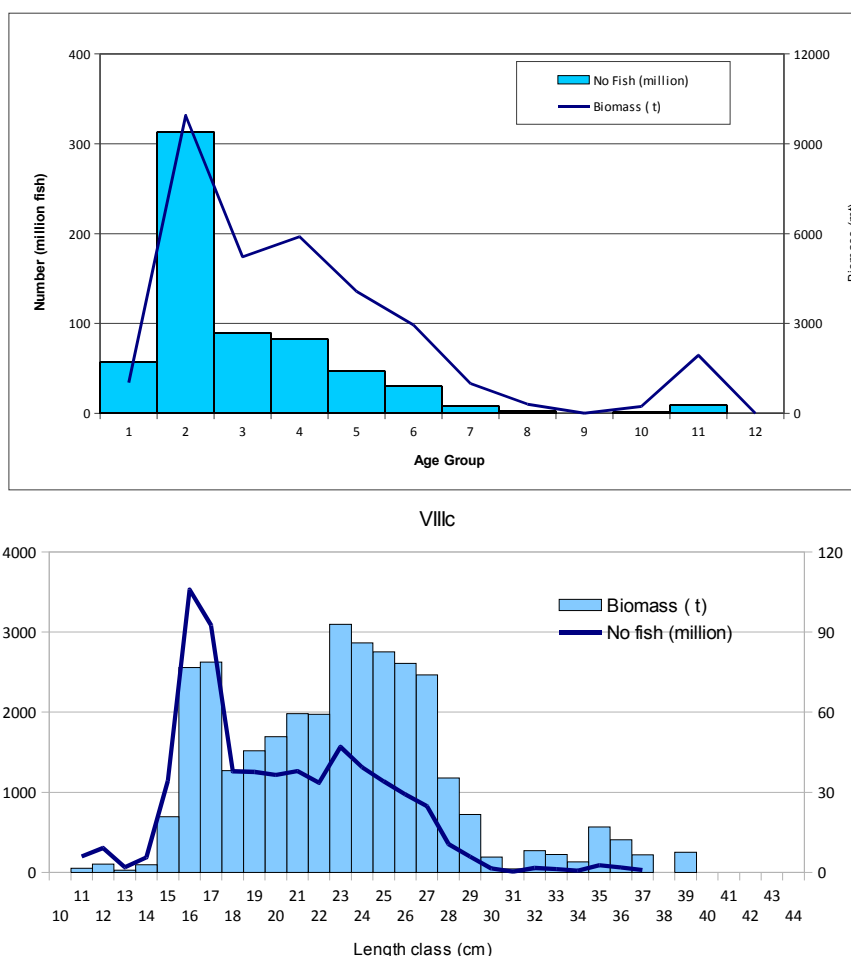 400
12000
No Fish (million)
Biomass ( t)
300
9000
Number (million fish)
200
6000
100
3000
0
0
1 2 3 4 5 6 7 8 9 10 11 12
Age Group
VIIIc
4000
120
Biomass ( t)
No fish (million)
3000
90
2000
60
1000
30
0
0
11 13 15 17 19 21 23 25 27 29 31 33 35 37 39 41 43
10 12 14 16 18 20 22 24 26 28 30 32 34 36 38 40 42 44
Length class (cm)